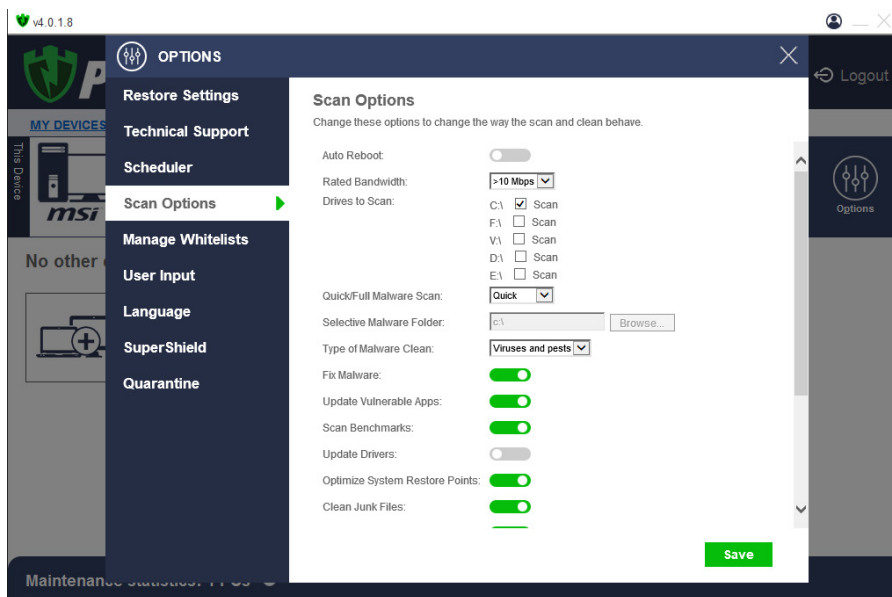 v4.0.1.8
OPTIONS
Logout
MY DEVICES
This Device
msi
Options
No other
Restore Settings
Technical Support
Scheduler
Scan Options
Manage Whitelists
User Input
Language
SuperShield
Quarantine
Scan Options
Change these options to change the way the scan and clean behave.
Auto Reboot:
Rated Bandwidth: >10 Mbps
Drives to Scan: C:\ Scan
F:\ Scan
V:\ Scan
D:\ Scan
E:\ Scan
Quick/Full Malware Scan: Quick
Selective Malware Folder: c:\ Browse...
Type of Malware Clean: Viruses and pests
Fix Malware:
Update Vulnerable Apps:
Scan Benchmarks:
Update Drivers:
Optimize System Restore Points:
Clean Junk Files:
Save